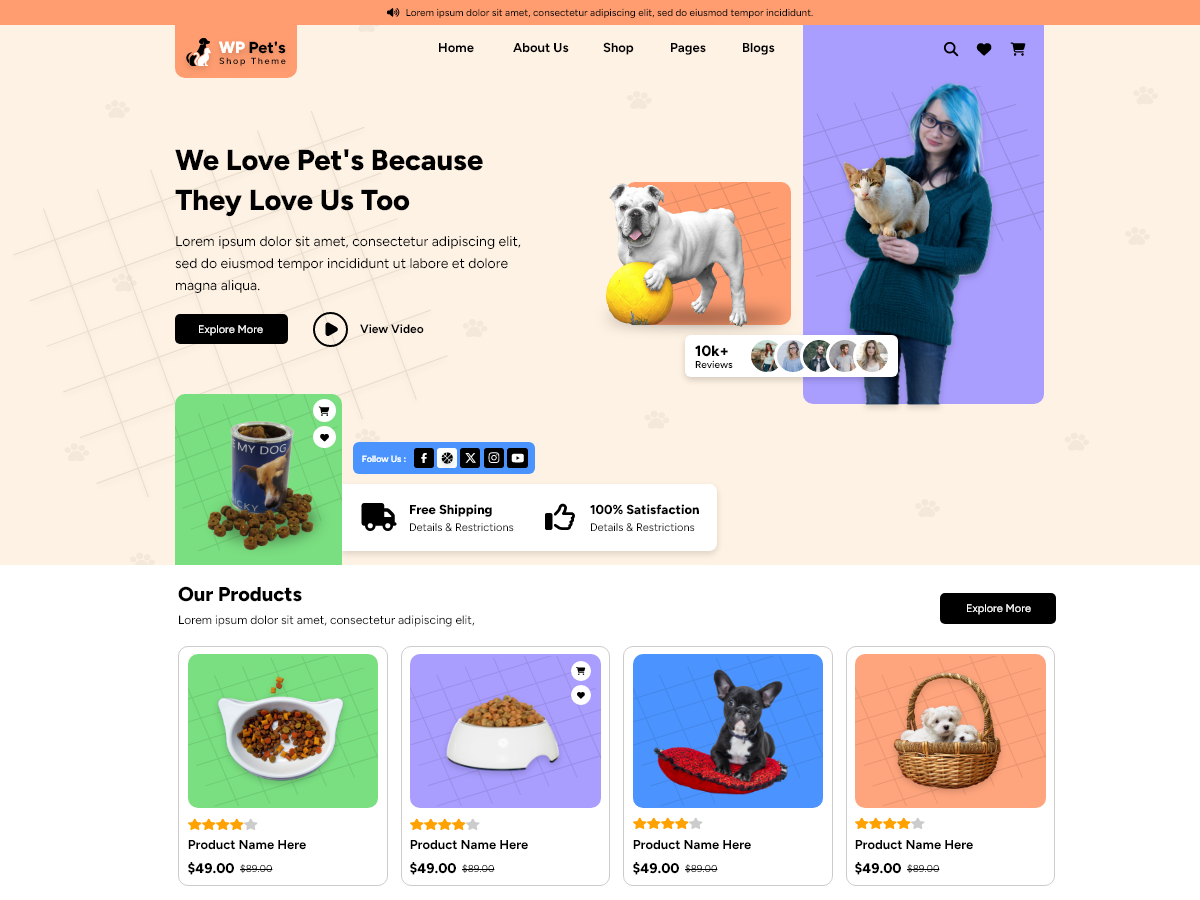 Lorem ipsum dolor sit amet, consectetur adipiscing elit, sed do eiusmod tempor incididunt.
WP Pet's
Shop Theme
Home
About Us
Shop
Pages
Blogs
We Love Pet's Because
They Love Us Too
Lorem ipsum dolor sit amet, consectetur adipiscing elit,
sed do eiusmod tempor incididunt ut labore et dolore
magna aliqua.
Explore More
View Video
10k+
Reviews
MY DOG
CKY
Follow Us :
Free Shipping
Details & Restrictions
100% Satisfaction
Details & Restrictions
Our Products
Lorem ipsum dolor sit amet, consectetur adipiscing elit,
Explore More
Product Name Here
$49.00 $89.00
Product Name Here
$49.00 $89.00
Product Name Here
$49.00 $89.00
Product Name Here
$49.00 $89.00